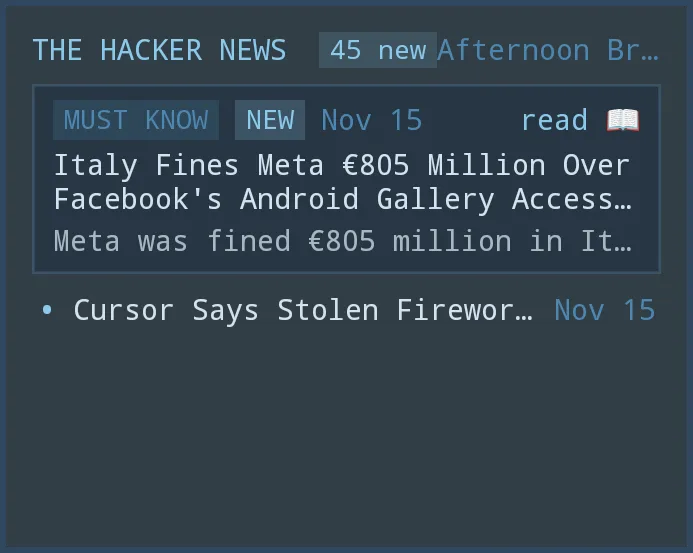 THE HACKER NEWS 45 new Afternoon Br…
MUST KNOW NEW Nov 15 read 📖
Italy Fines Meta €805 Million Over
Facebook's Android Gallery Access…
Meta was fined €805 million in It…
• Cursor Says Stolen Firewor… Nov 15